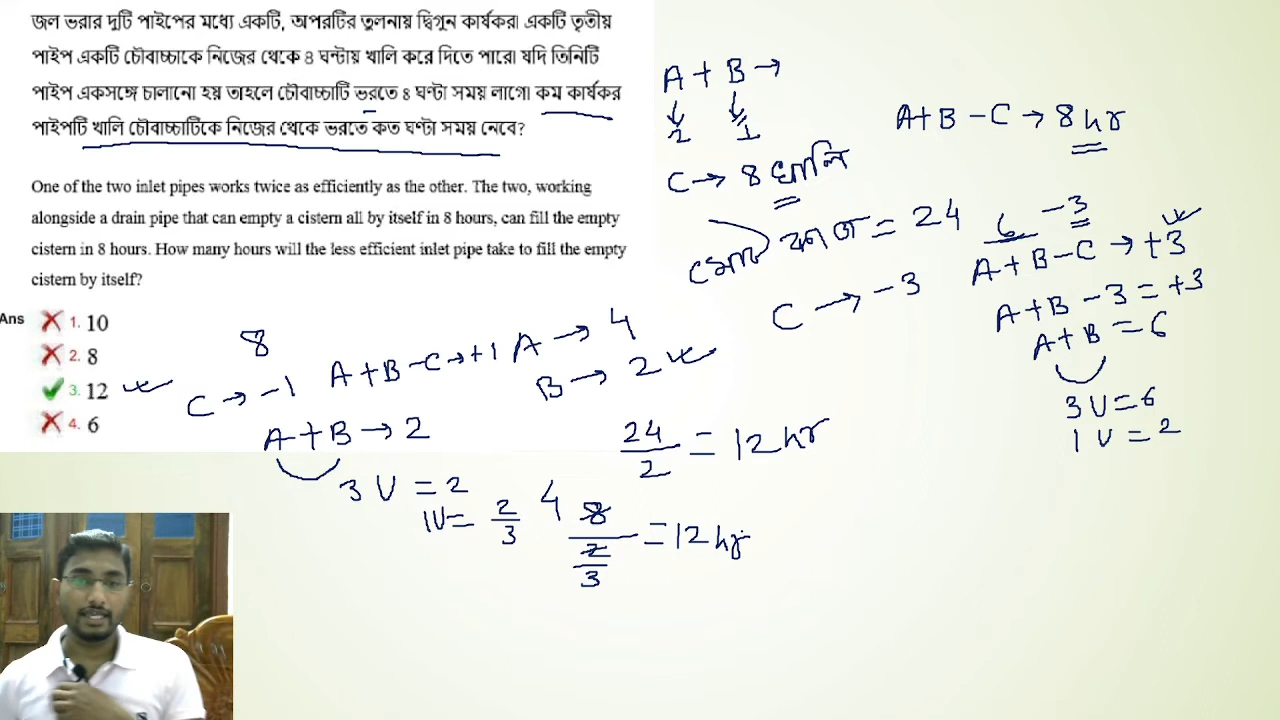 জল ভরার দুটি পাইপের মধ্যে একটি, অপরটির তুলনায় দ্বিগুন কার্যকর। একটি তৃতীয়
পাইপ একটি চৌবাচ্চাকে নিজের থেকে 8 ঘন্টায় খালি করে দিতে পারে। যদি তিনিটি
পাইপ একসঙ্গে চালানো হয় তাহলে চৌবাচ্চাটি ভরতে 8 ঘণ্টা সময় লাগে। কম কার্যকর
পাইপটি খালি চৌবাচ্চাটিকে নিজের থেকে ভরতে কত ঘণ্টা সময় নেবে?
One of the two inlet pipes works twice as efficiently as the other. The two, working
alongside a drain pipe that can empty a cistern all by itself in 8 hours, can fill the empty
cistern in 8 hours. How many hours will the less efficient inlet pipe take to fill the empty
cistern by itself?
Ans 1. 10
2. 8
3. 12
4. 6
A + B →
2 1
C → 8 খালি
A+B-C → 8 hr
মোট কাজ = 24
C → -3
6 -3
A+B-C → +3
A+B-3 = +3
A+B = 6
3 U = 6
1 U = 2
A → 4
B → 2
24/2 = 12 hr
8
C → -1
A+B-C → +1
A+B → 2
3 U = 2
1U = 2/3
4 8
2/3
= 12 hr